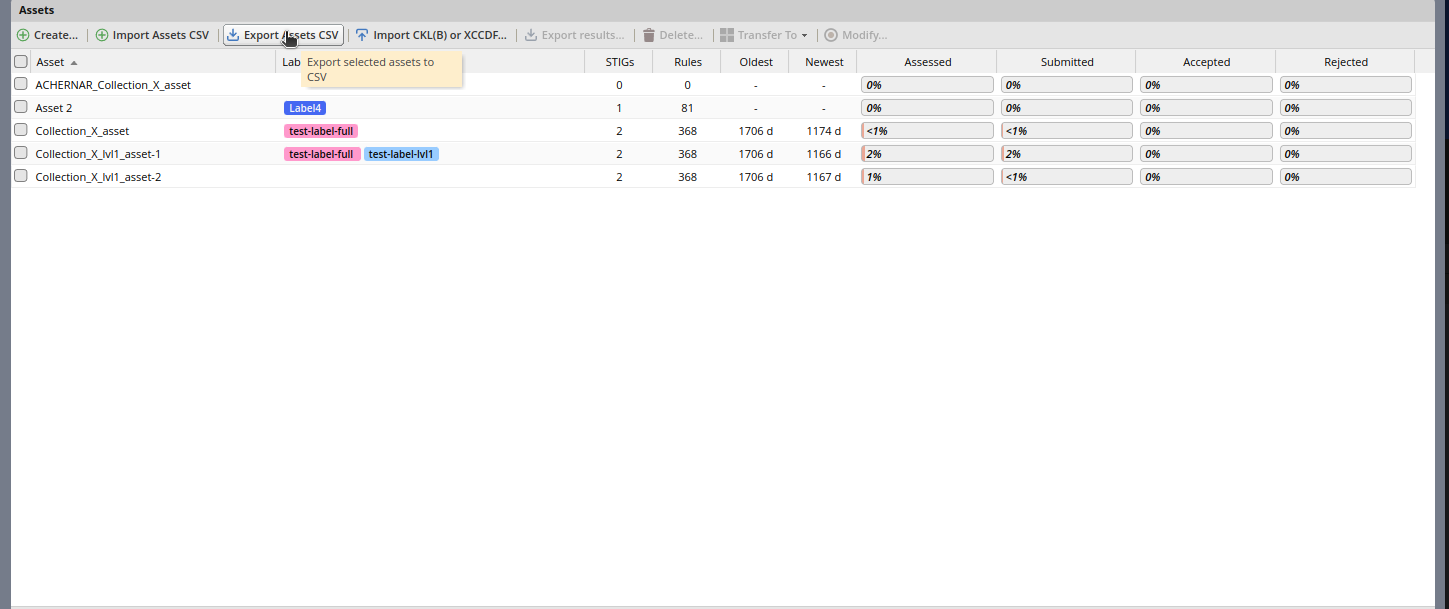 Assets
Create... Import Assets CSV Export Assets CSV Import CKL(B) or XCCDF... Export results... Delete... Transfer To Modify...
Asset STIGs Rules Oldest Newest Assessed Submitted Accepted Rejected
Export selected assets to
CSV
ACHERNAR_Collection_X_asset 0 0 - - 0% 0% 0% 0%
Asset 2 Label4 1 81 - - 0% 0% 0% 0%
Collection_X_asset test-label-full 2 368 1706 d 1174 d <1% <1% 0% 0%
Collection_X_lvl1_asset-1 test-label-full test-label-lvl1 2 368 1706 d 1166 d 2% 2% 0% 0%
Collection_X_lvl1_asset-2 2 368 1706 d 1167 d 1% <1% 0% 0%